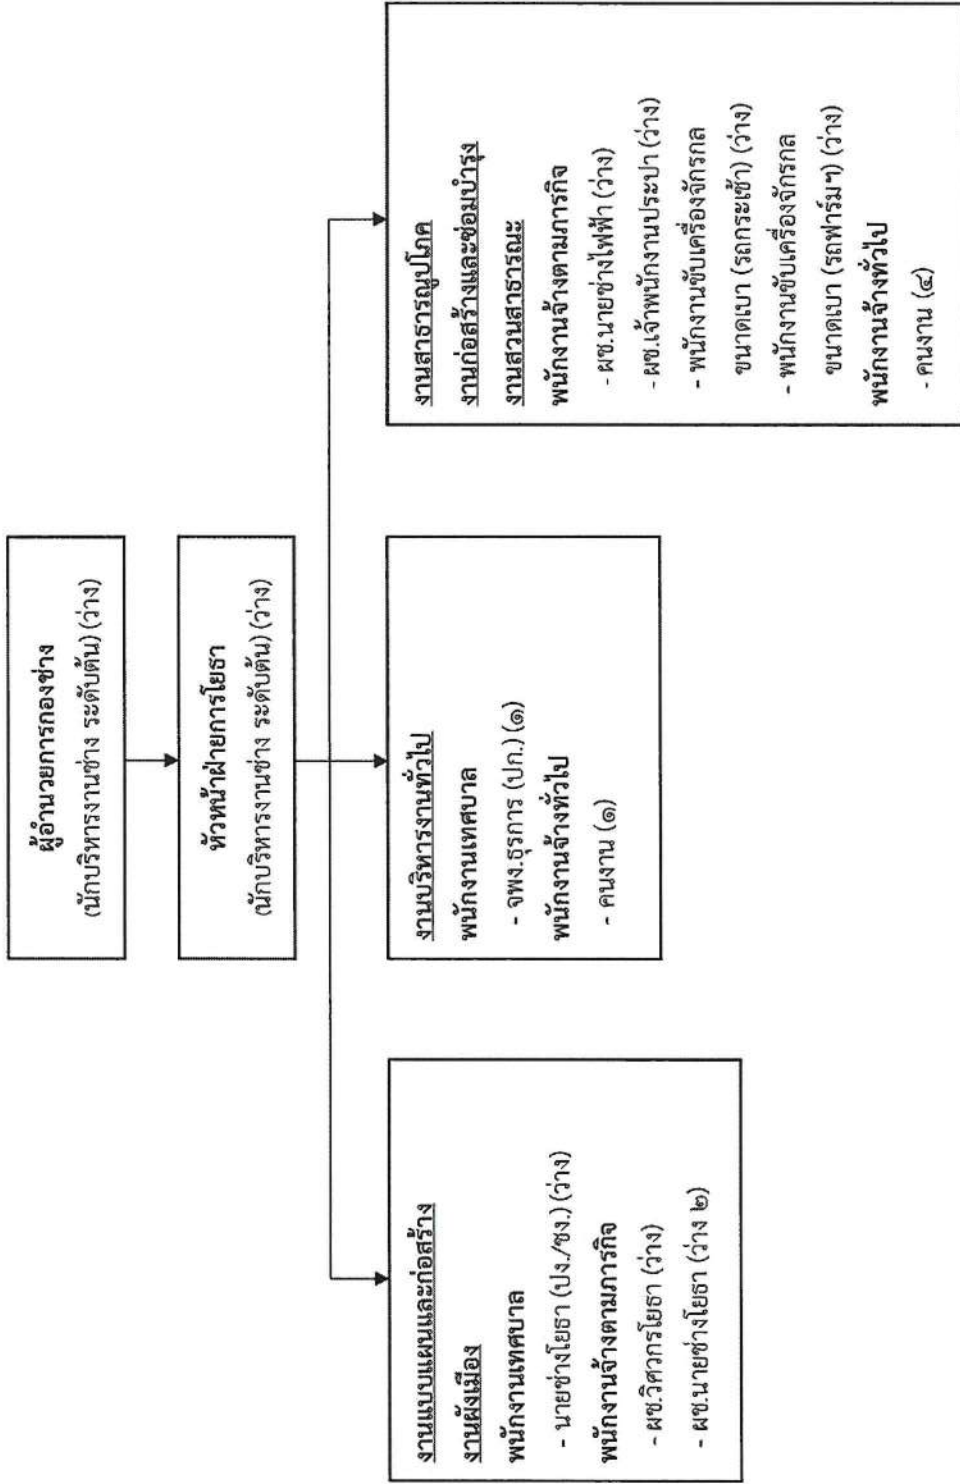 ผู้อำนวยการกองช่าง
(นักบริหารงานช่าง ระดับต้น) (ว่าง)
หัวหน้าฝ่ายการโยธา
(นักบริหารงานช่าง ระดับต้น) (ว่าง)
งานแบบแผนและก่อสร้าง
งานผังเมือง
พนักงานเทศบาล
- นายช่างโยธา (ปง./ชง.) (ว่าง)
พนักงานจ้างตามภารกิจ
- ผช.วิศวกรโยธา (ว่าง)
- ผช.นายช่างโยธา (ว่าง ๒)
งานบริหารงานทั่วไป
พนักงานเทศบาล
- จพง.ธุรการ (ปก.) (๑)
พนักงานจ้างทั่วไป
- คนงาน (๑)
งานสาธารณูปโภค
งานก่อสร้างและซ่อมบำรุง
งานสวนสาธารณะ
พนักงานจ้างตามภารกิจ
- ผช.นายช่างไฟฟ้า (ว่าง)
- ผช.เจ้าพนักงานประปา (ว่าง)
- พนักงานขับเครื่องจักรกล
ขนาดเบา (รถกระเช้า) (ว่าง)
- พนักงานขับเครื่องจักรกล
ขนาดเบา (รถฟาร์มฯ) (ว่าง)
พนักงานจ้างทั่วไป
- คนงาน (๔)